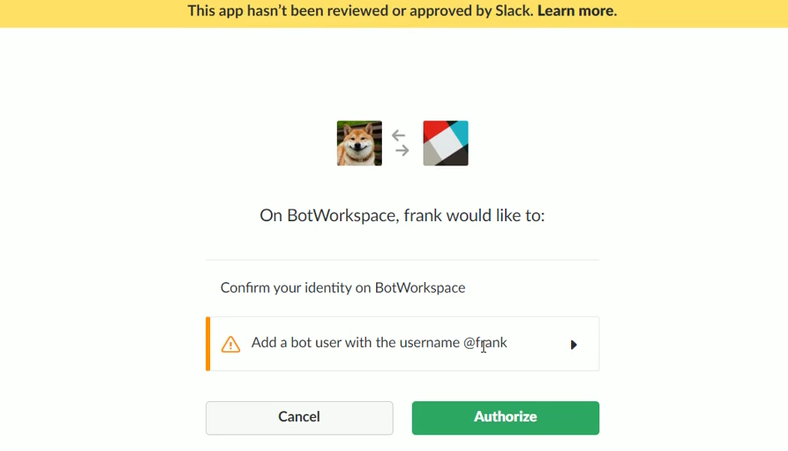 This app hasn't been reviewed or approved by Slack. Learn more.
On BotWorkspace, frank would like to:
Confirm your identity on BotWorkspace
Add a bot user with the username @frank
Cancel
Authorize